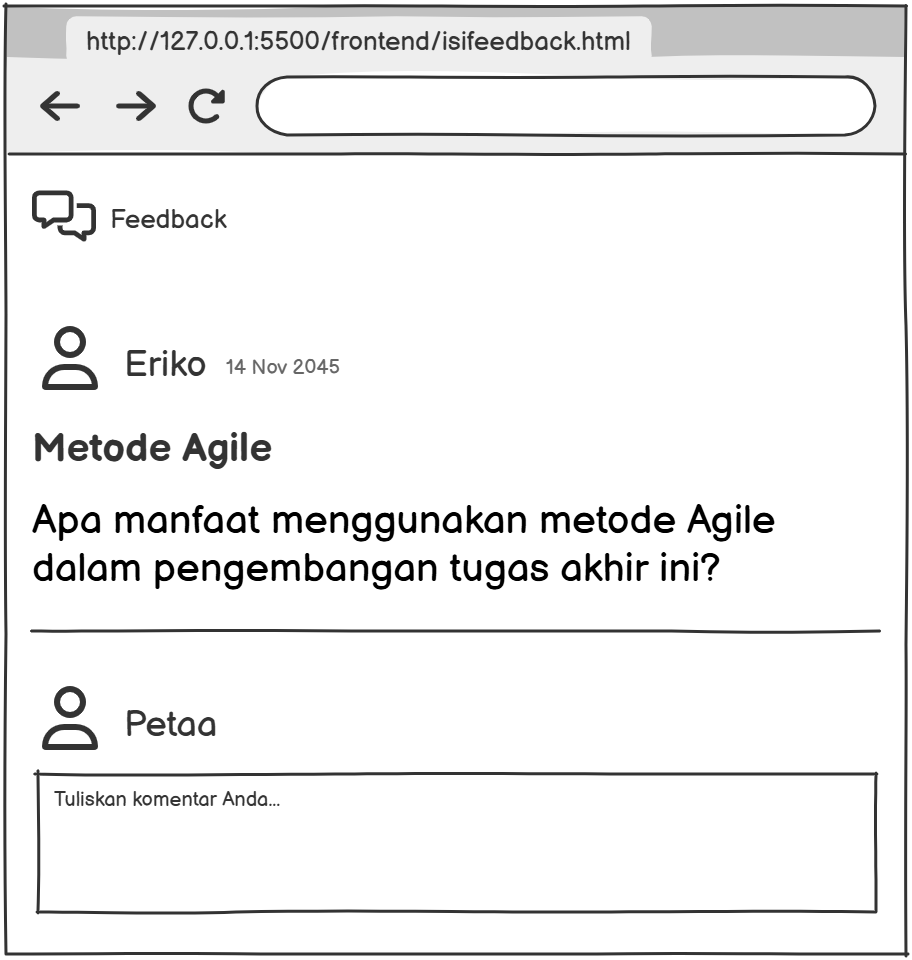 http://127.0.0.1:5500/frontend/isifeedback.html
Feedback
Eriko 14 Nov 2045
Metode Agile
Apa manfaat menggunakan metode Agile
dalam pengembangan tugas akhir ini?
Petaa
Tuliskan komentar Anda...